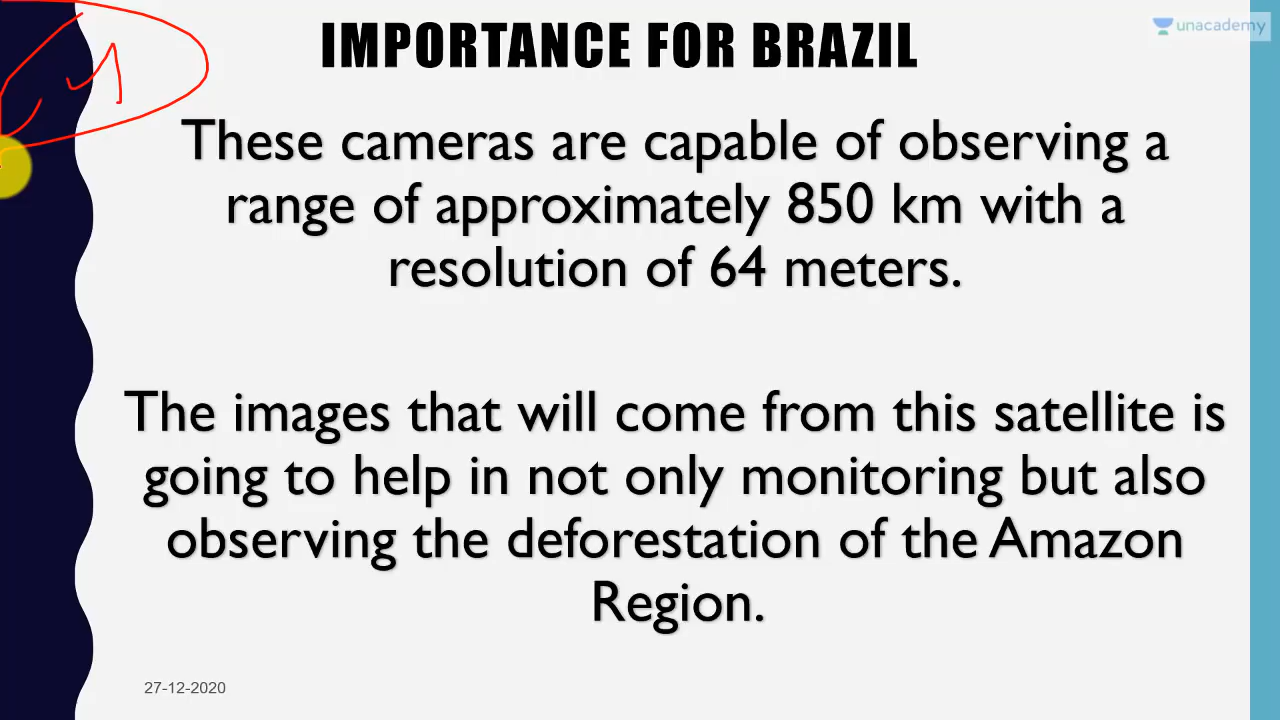 IMPORTANCE FOR BRAZIL
unacademy
These cameras are capable of observing a
range of approximately 850 km with a
resolution of 64 meters.
The images that will come from this satellite is
going to help in not only monitoring but also
observing the deforestation of the Amazon
Region.
27-12-2020